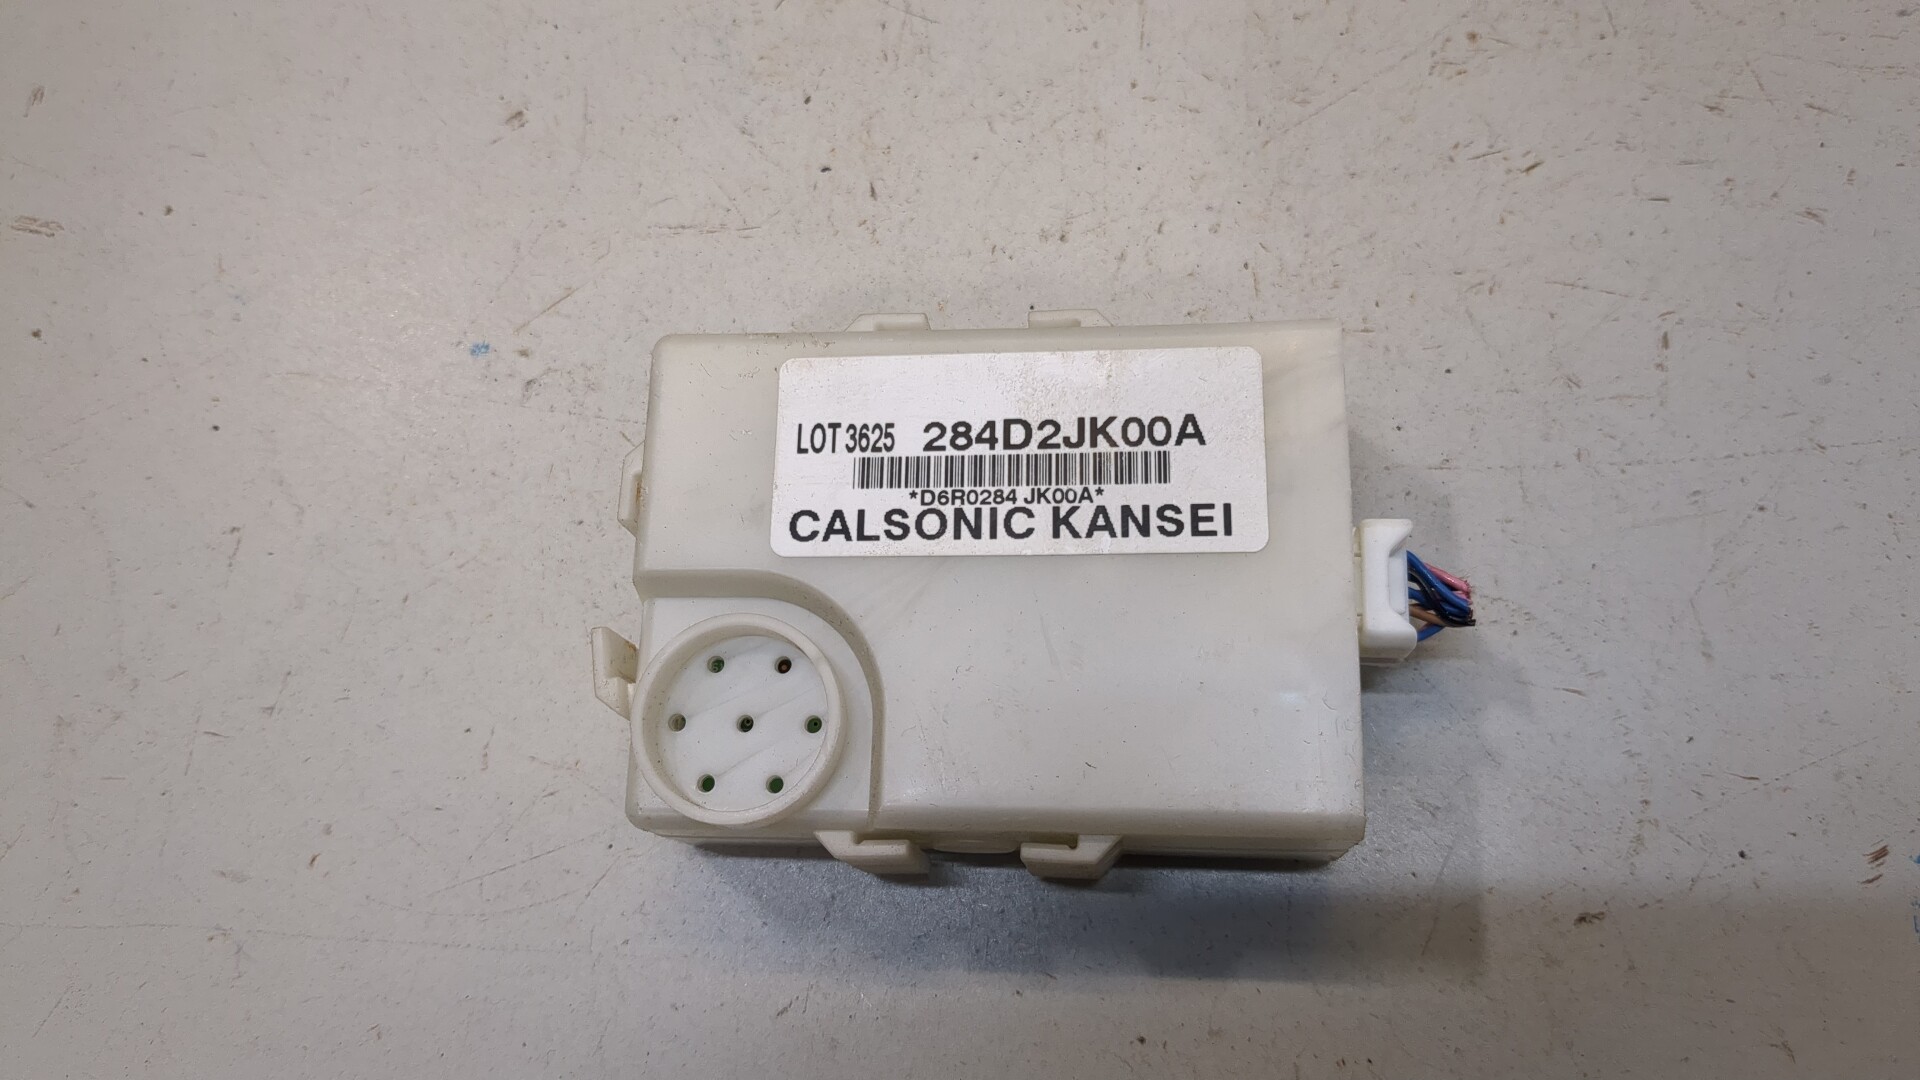 LOT 3625 284D2JK00A
*D6R0284 JK00A*
CALSONIC KANSEI